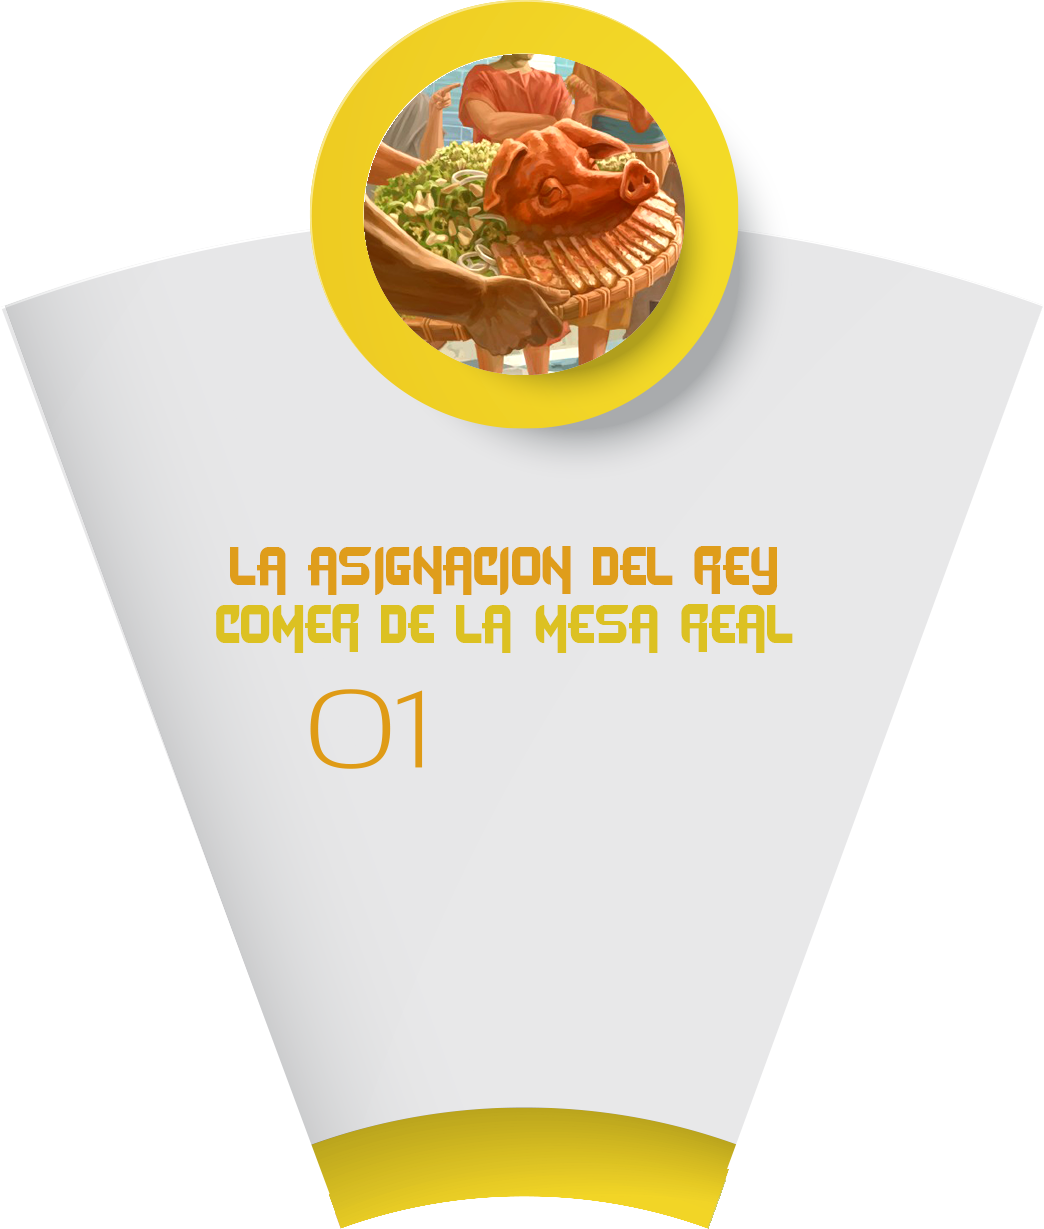 LA ASIGNACION DEL REY
COMER DE LA MESA REAL
01